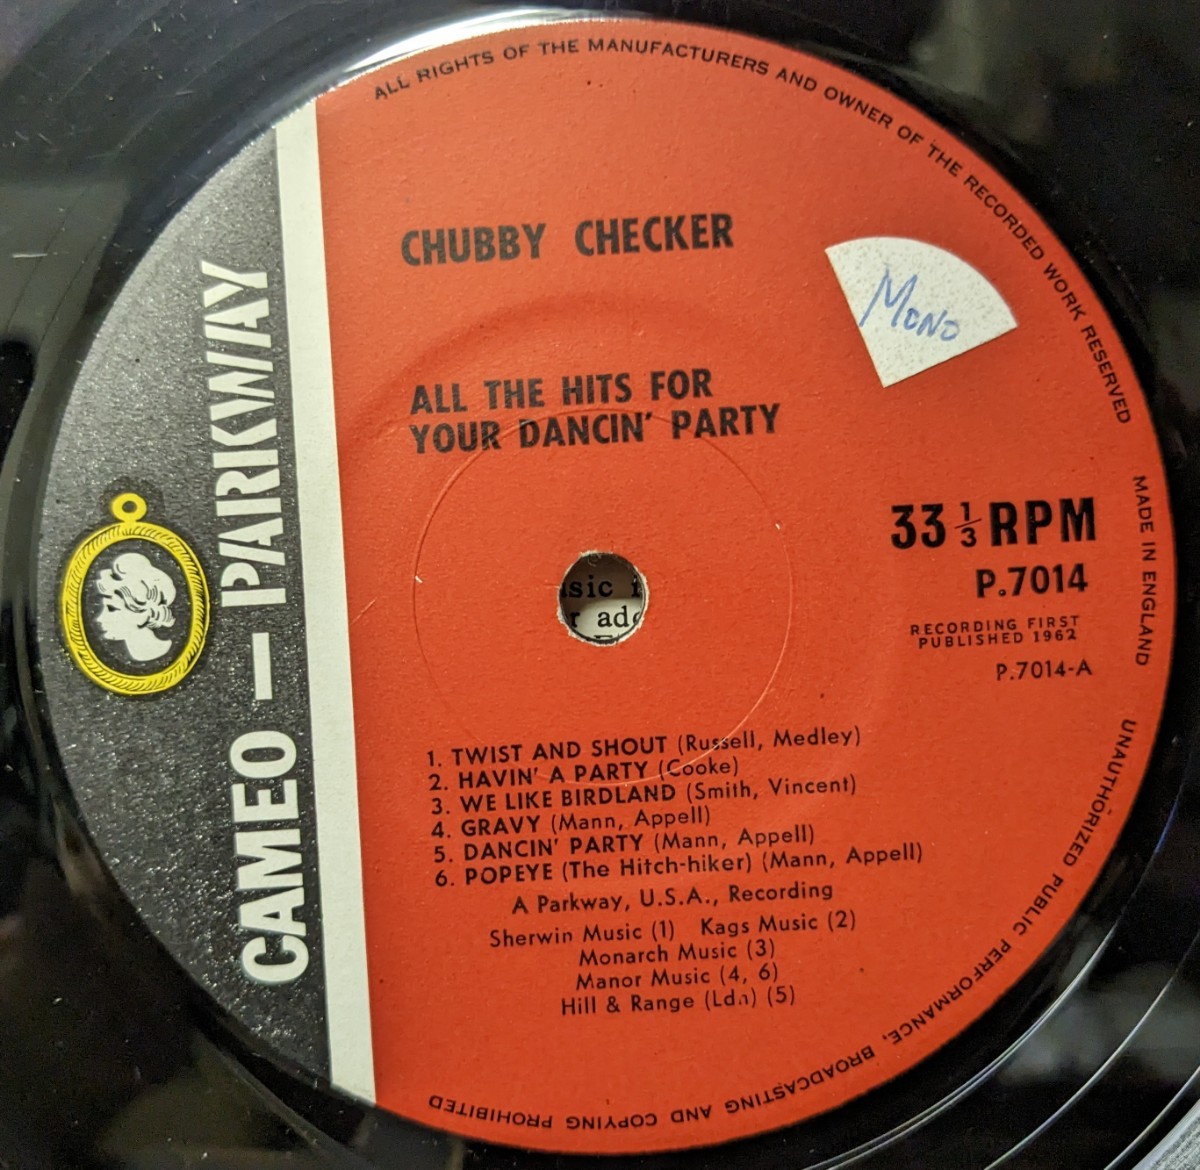 ALL RIGHTS OF THE MANUFACTURERS AND OWNER OF THE RECORDED WORK RESERVED
CAMEO — PARKWAY
CHUBBY CHECKER
Mono
ALL THE HITS FOR
YOUR DANCIN' PARTY
33 1/3 RPM
P.7014
RECORDING FIRST
PUBLISHED 1962
P.7014-A
MADE IN ENGLAND
1. TWIST AND SHOUT (Russell, Medley)
2. HAVIN' A PARTY (Cooke)
3. WE LIKE BIRDLAND (Smith, Vincent)
4. GRAVY (Mann, Appell)
5. DANCIN' PARTY (Mann, Appell)
6. POPEYE (The Hitch-hiker) (Mann, Appell)
A Parkway, U.S.A., Recording
Sherwin Music (1) Kags Music (2)
Monarch Music (3)
Manor Music (4, 6)
Hill & Range (Ldn) (5)
UNAUTHORIZED PUBLIC PERFORMANCE, BROADCASTING AND COPYING PROHIBITED